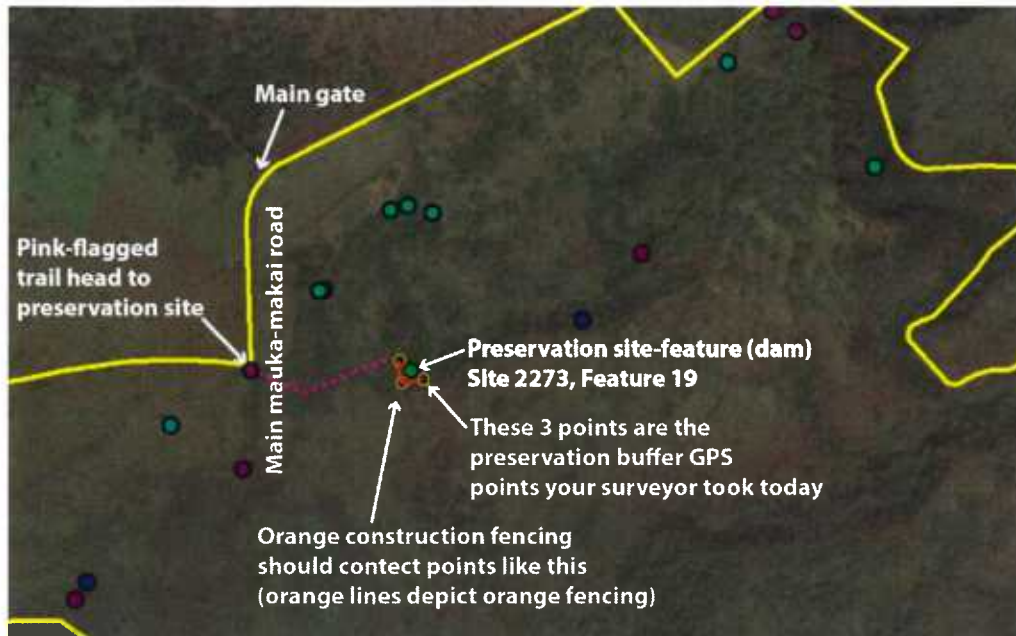 Main gate
Pink-flagged
trail head to
preservation site
Main mauka-makai road
Preservation site-feature (dam)
Site 2273, Feature 19
These 3 points are the
preservation buffer GPS
points your surveyor took today
Orange construction fencing
should contect points like this
(orange lines depict orange fencing)